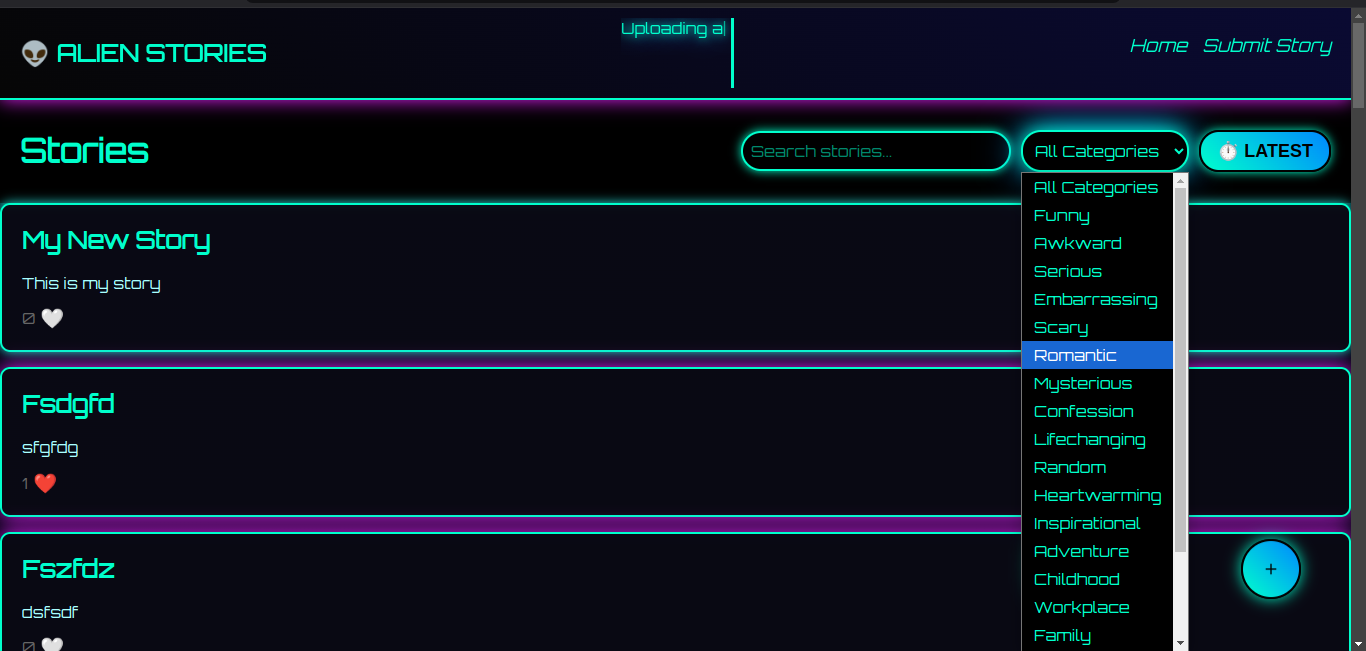 👽 ALIEN STORIES
Uploading a|
Home Submit Story
Stories
Search stories...
All Categories
⏱️ LATEST
All Categories
Funny
Awkward
Serious
Embarrassing
Scary
Romantic
Mysterious
Confession
Lifechanging
Random
Heartwarming
Inspirational
Adventure
Childhood
Workplace
Family
My New Story
This is my story
0 🤍
Fsdgfd
sfgfdg
1 ❤️
Fszfdz
dsfsdf
0 🤍
+